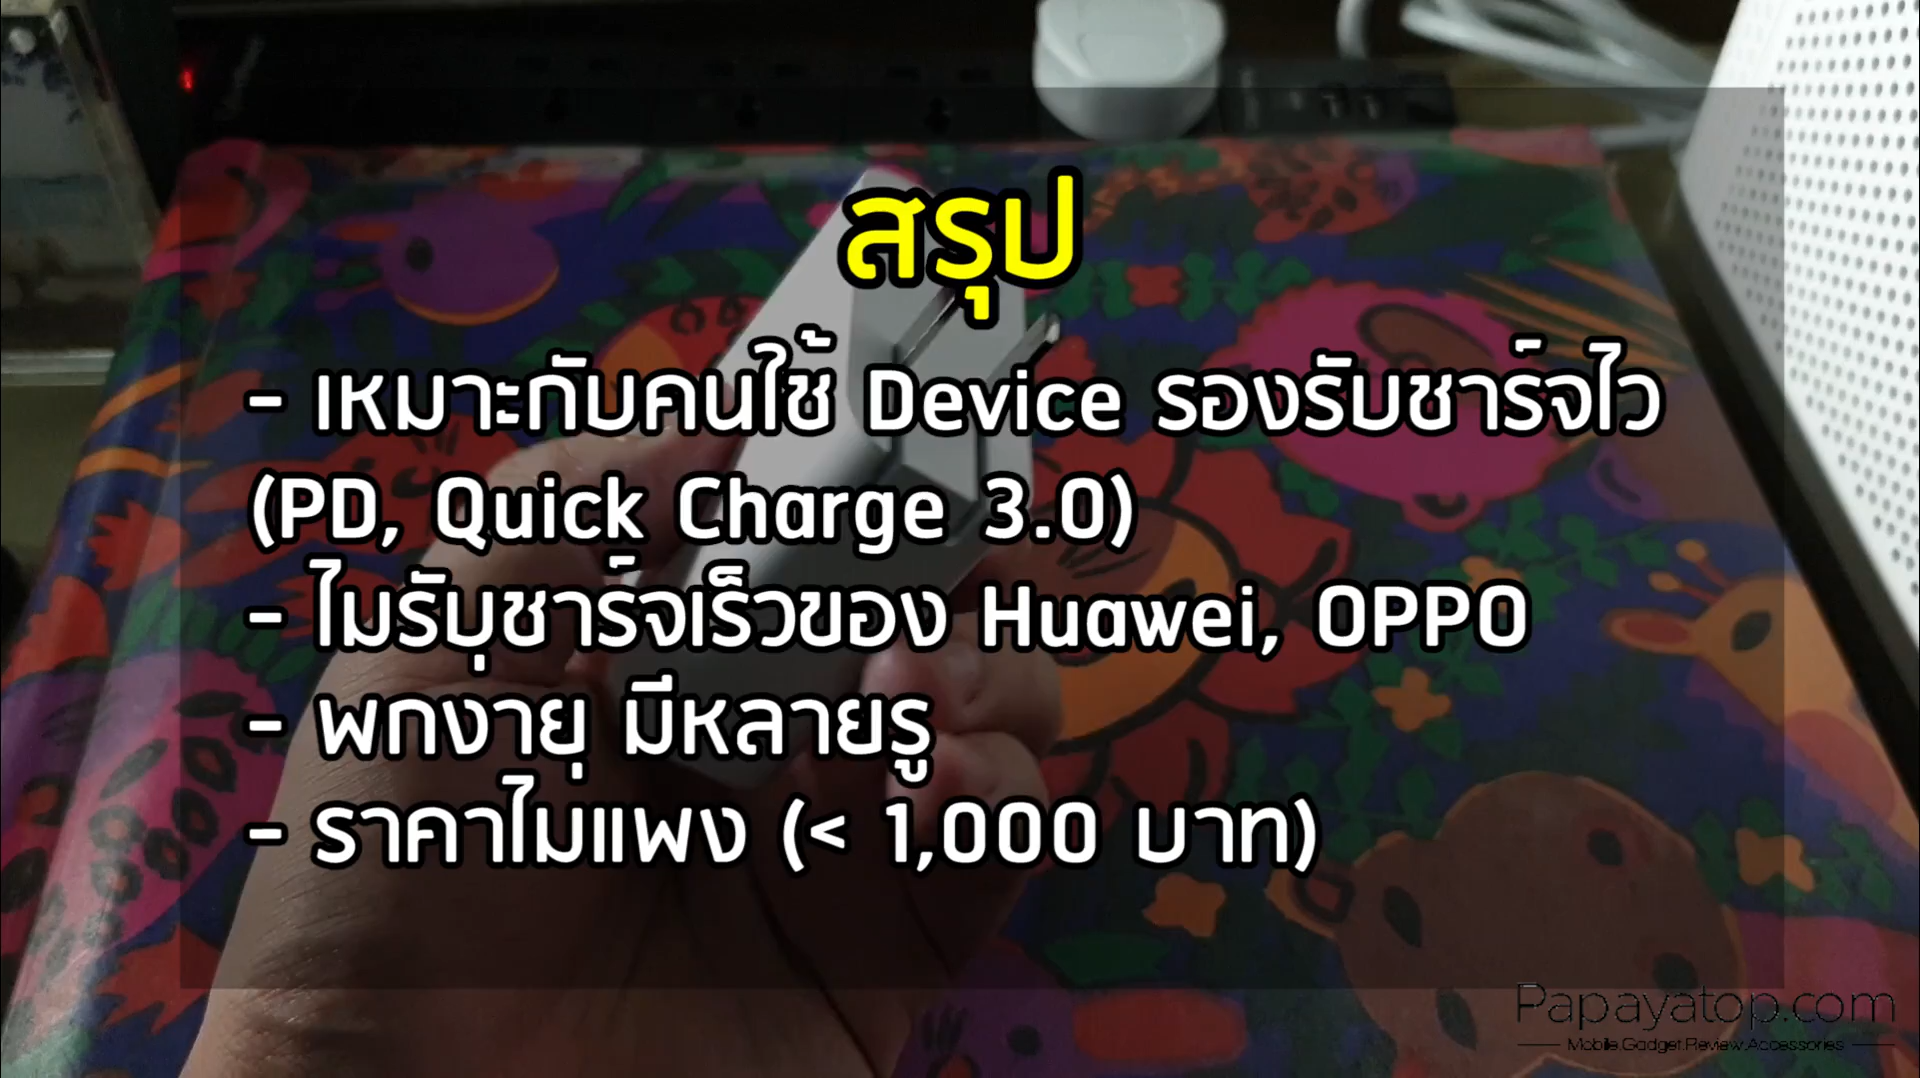 สรุป
- เหมาะกับคนใช้ Device รองรับชาร์จไว
(PD, Quick Charge 3.0)
- ไม่รับชาร์จเร็วของ Huawei, OPPO
- พกง่าย มีหลายรู
- ราคาไม่แพง (< 1,000 บาท)
Papayatop.com
Mobile.Gadget.Review.Accessories